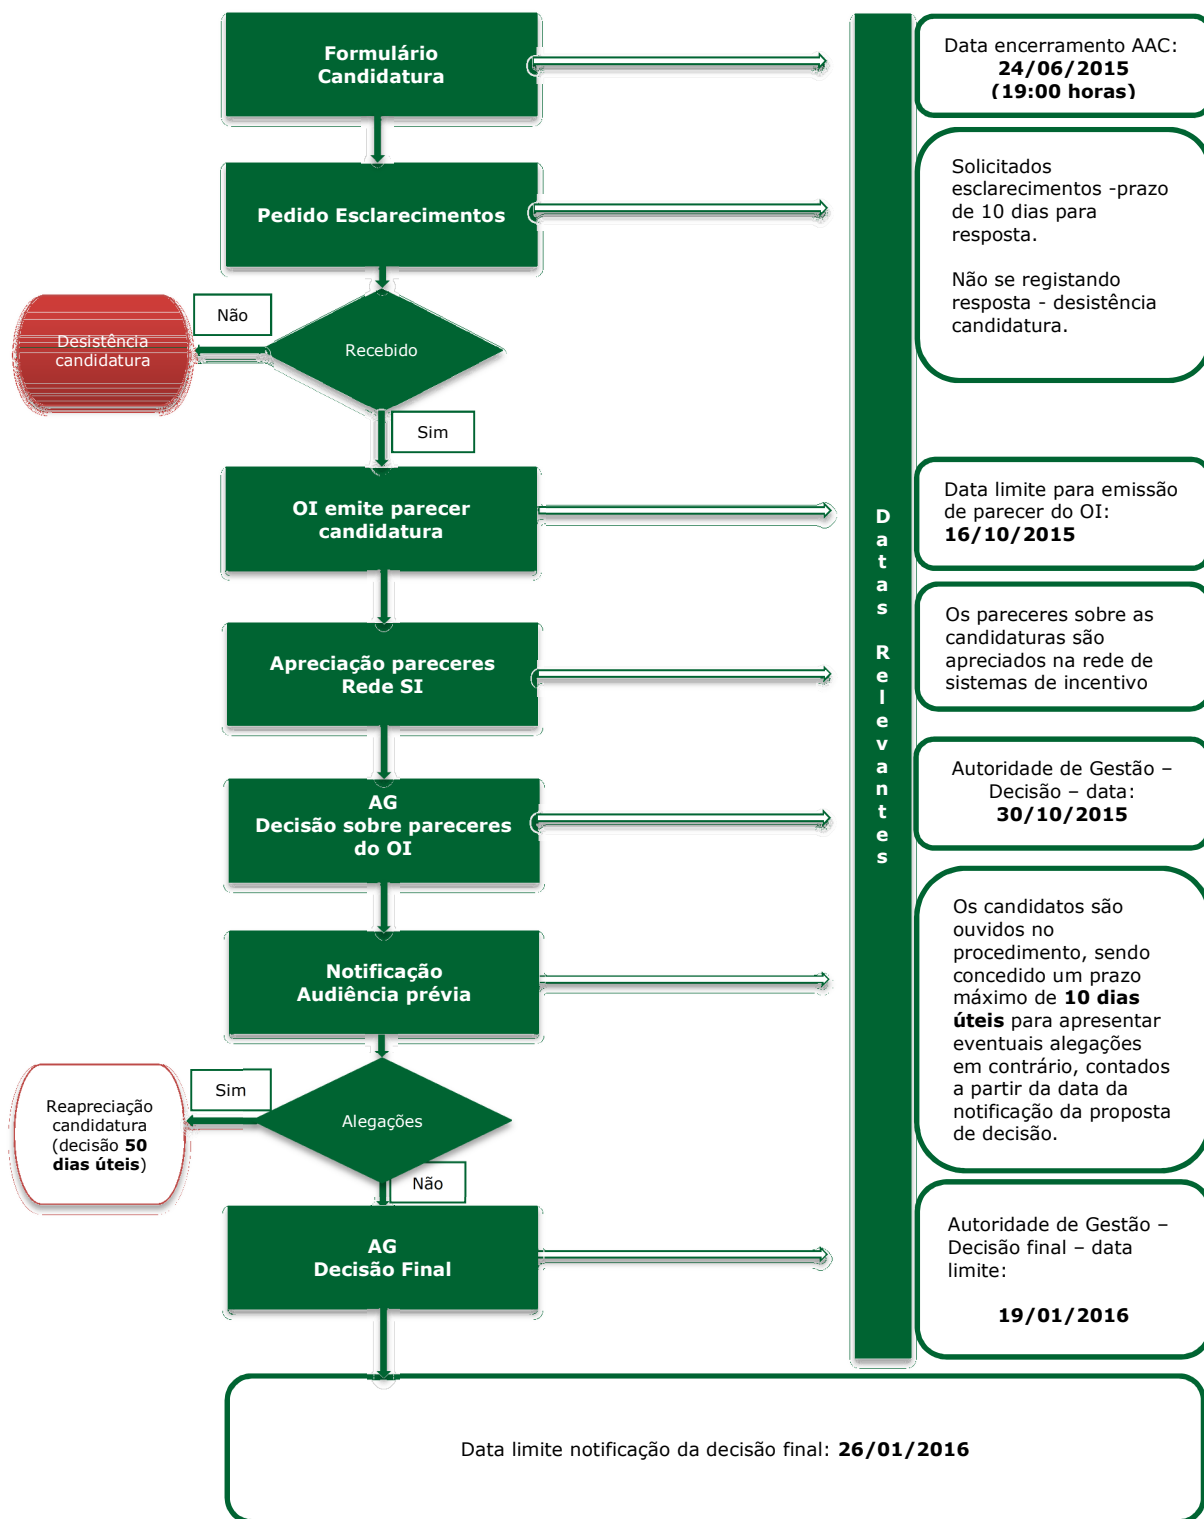 Formulário
Candidatura
Data encerramento AAC:
24/06/2015
(19:00 horas)
Pedido Esclarecimentos
Solicitados
esclarecimentos -prazo
de 10 dias para
resposta.
Não se registando
resposta - desistência
candidatura.
Não
Desistência
candidatura
Recebido
Sim
OI emite parecer
candidatura
Data limite para emissão
de parecer do OI:
16/10/2015
Datas Relevantes
Apreciação pareceres
Rede SI
Os pareceres sobre as
candidaturas são
apreciados na rede de
sistemas de incentivo
AG
Decisão sobre pareceres
do OI
Autoridade de Gestão –
Decisão – data:
30/10/2015
Notificação
Audiência prévia
Os candidatos são
ouvidos no
procedimento, sendo
concedido um prazo
máximo de 10 dias
úteis para apresentar
eventuais alegações
em contrário, contados
a partir da data da
notificação da proposta
de decisão.
Sim
Reapreciação
candidatura
(decisão 50
dias úteis)
Alegações
Não
AG
Decisão Final
Autoridade de Gestão –
Decisão final – data
limite:
19/01/2016
Data limite notificação da decisão final: 26/01/2016